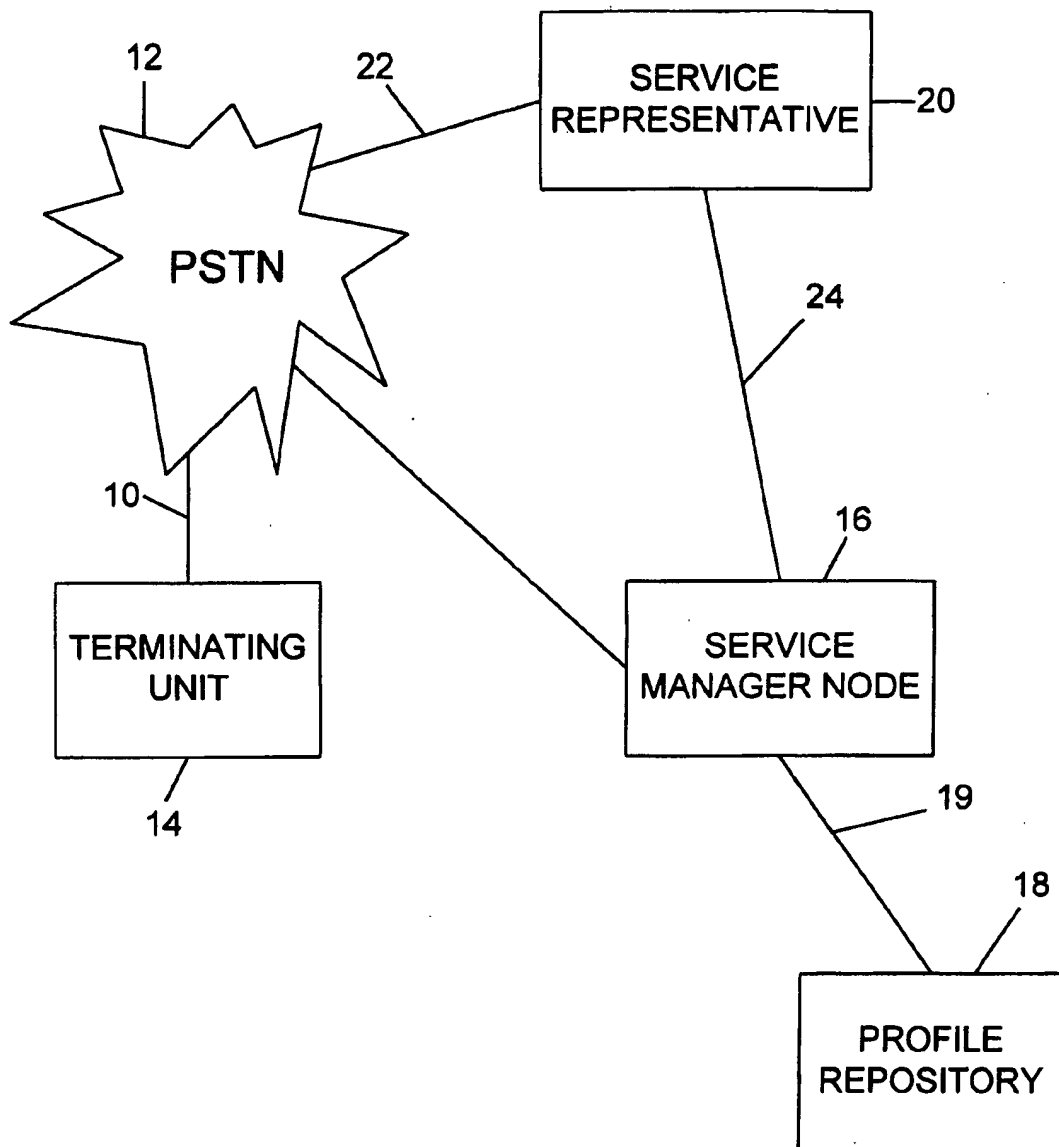 12
22
SERVICE
REPRESENTATIVE
20
PSTN
24
10
16
TERMINATING
UNIT
SERVICE
MANAGER NODE
14
19
18
PROFILE
REPOSITORY